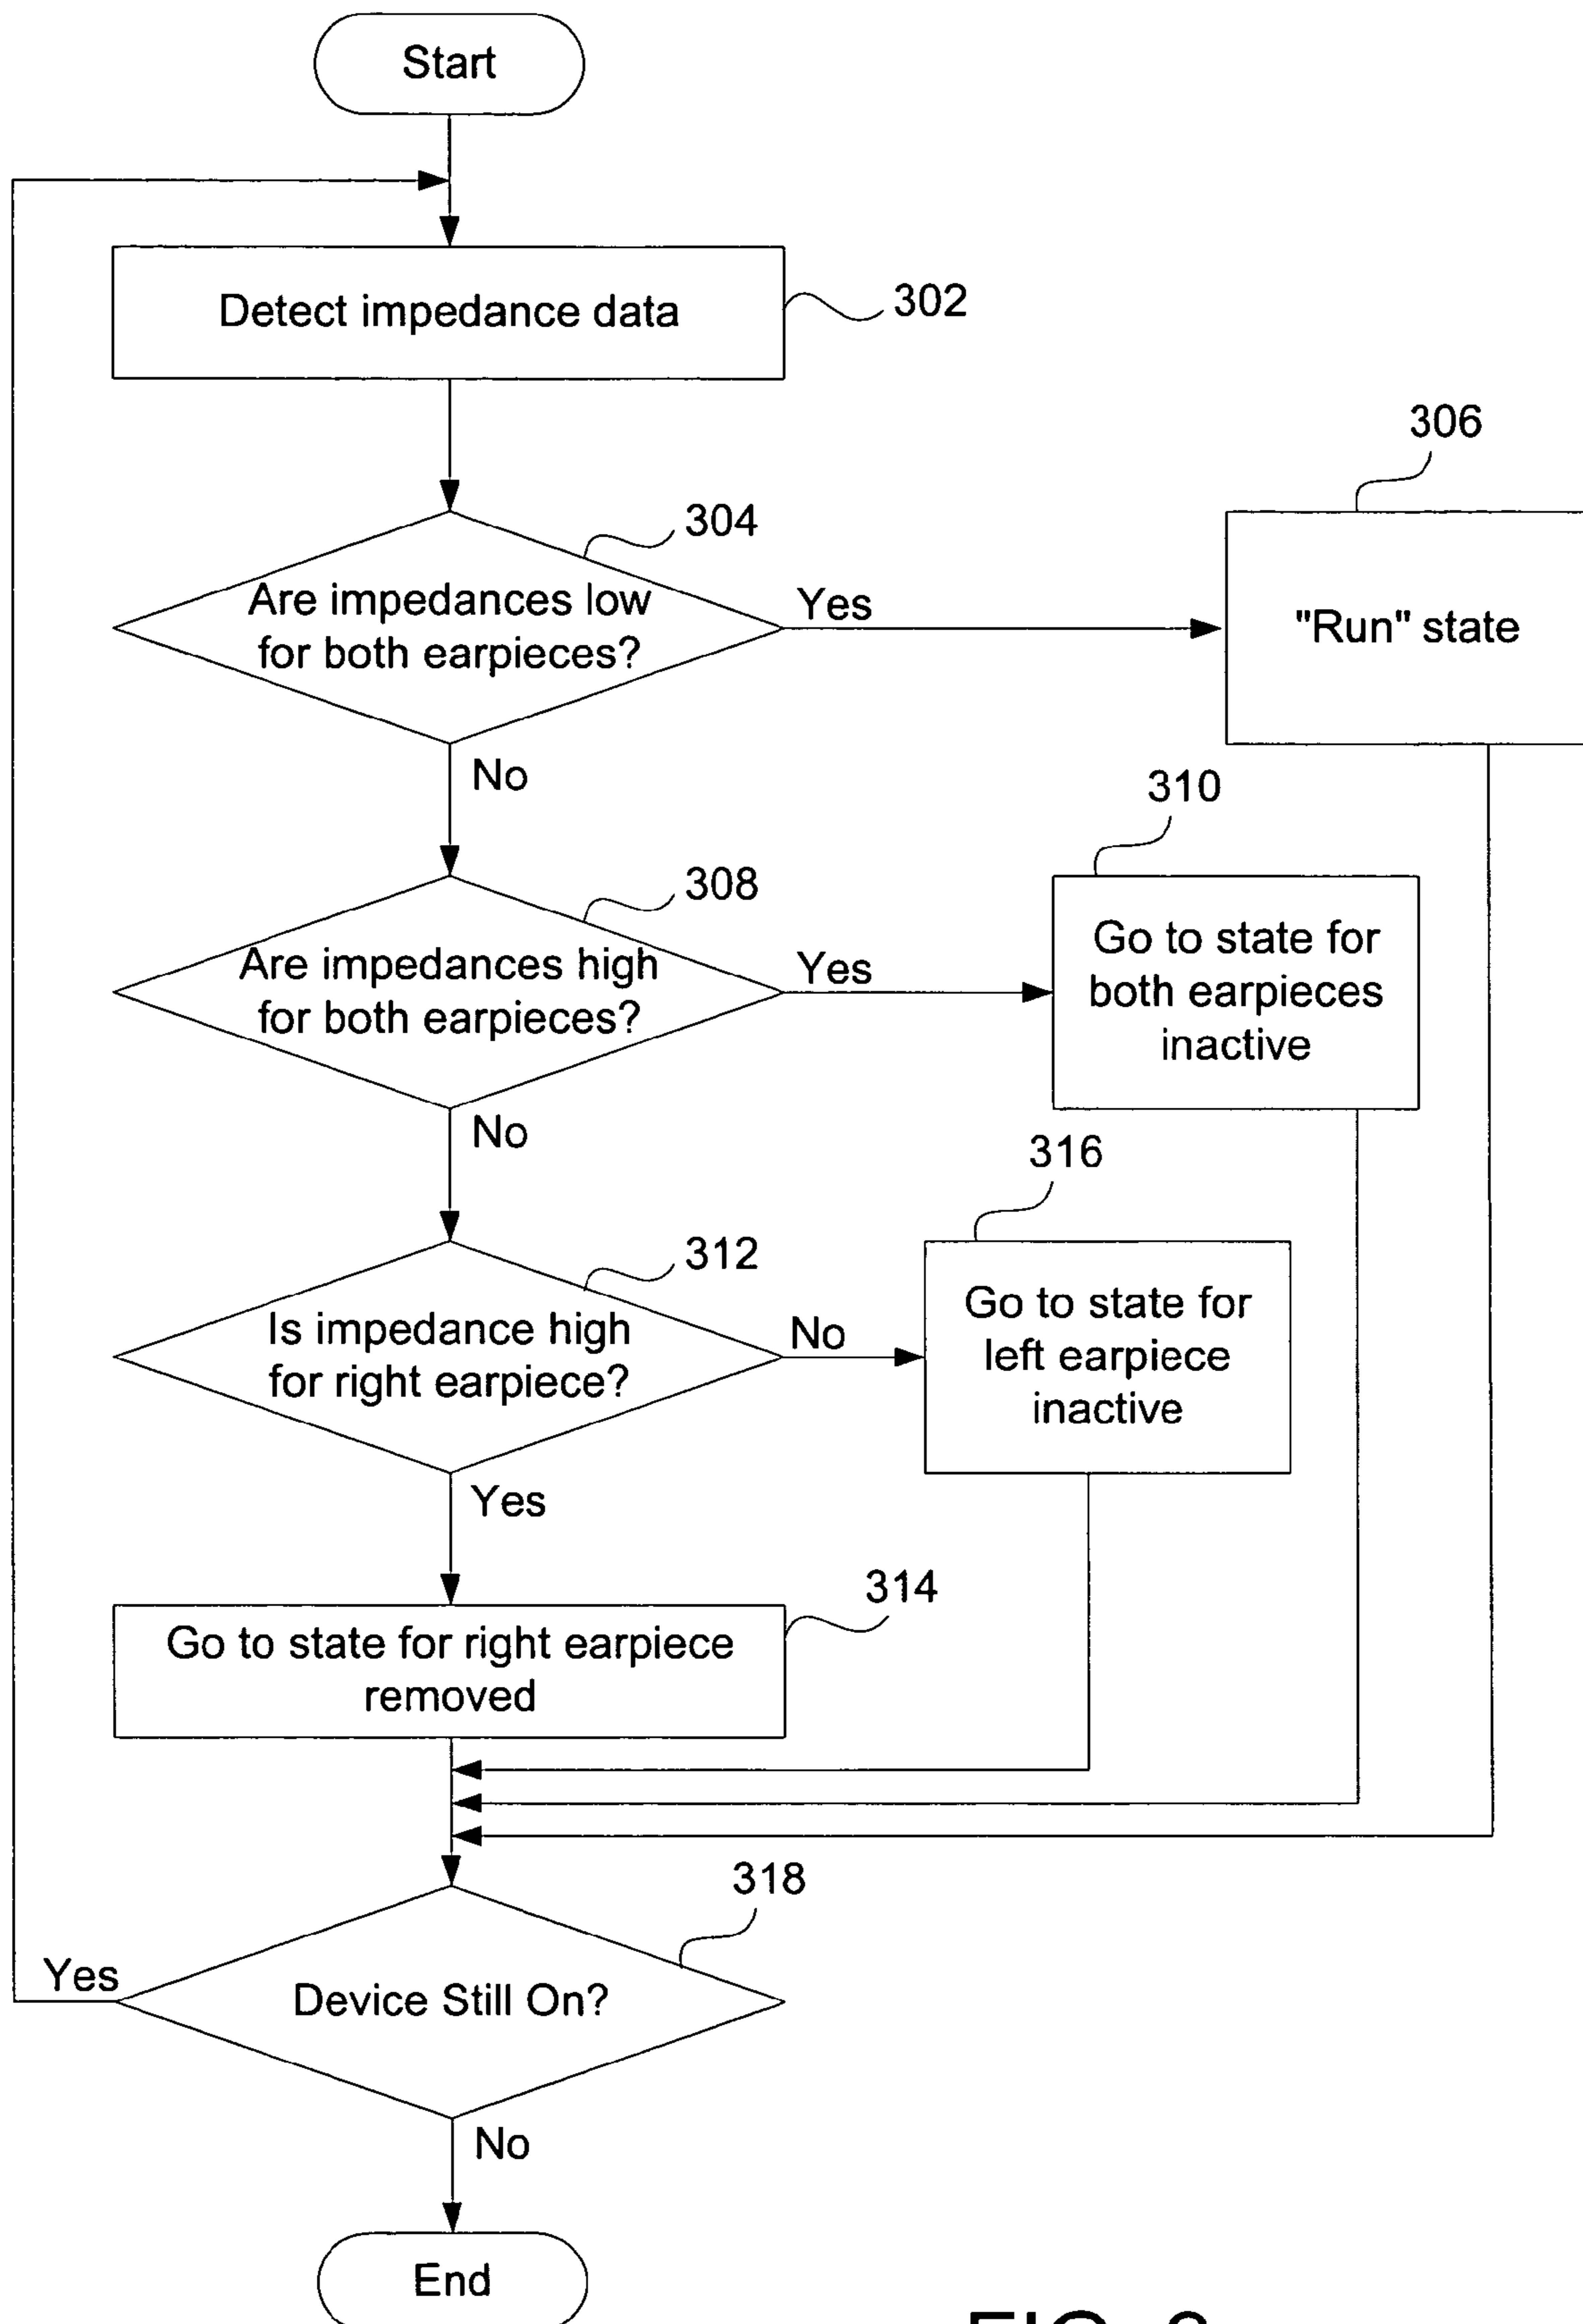 Start
Detect impedance data
302
306
304
Are impedances low
for both earpieces?
Yes
"Run" state
No
310
308
Are impedances high
for both earpieces?
Yes
Go to state for
both earpieces
inactive
No
316
312
Is impedance high
for right earpiece?
No
Go to state for
left earpiece
inactive
Yes
314
Go to state for right earpiece
removed
318
Yes
Device Still On?
No
End
FIG.